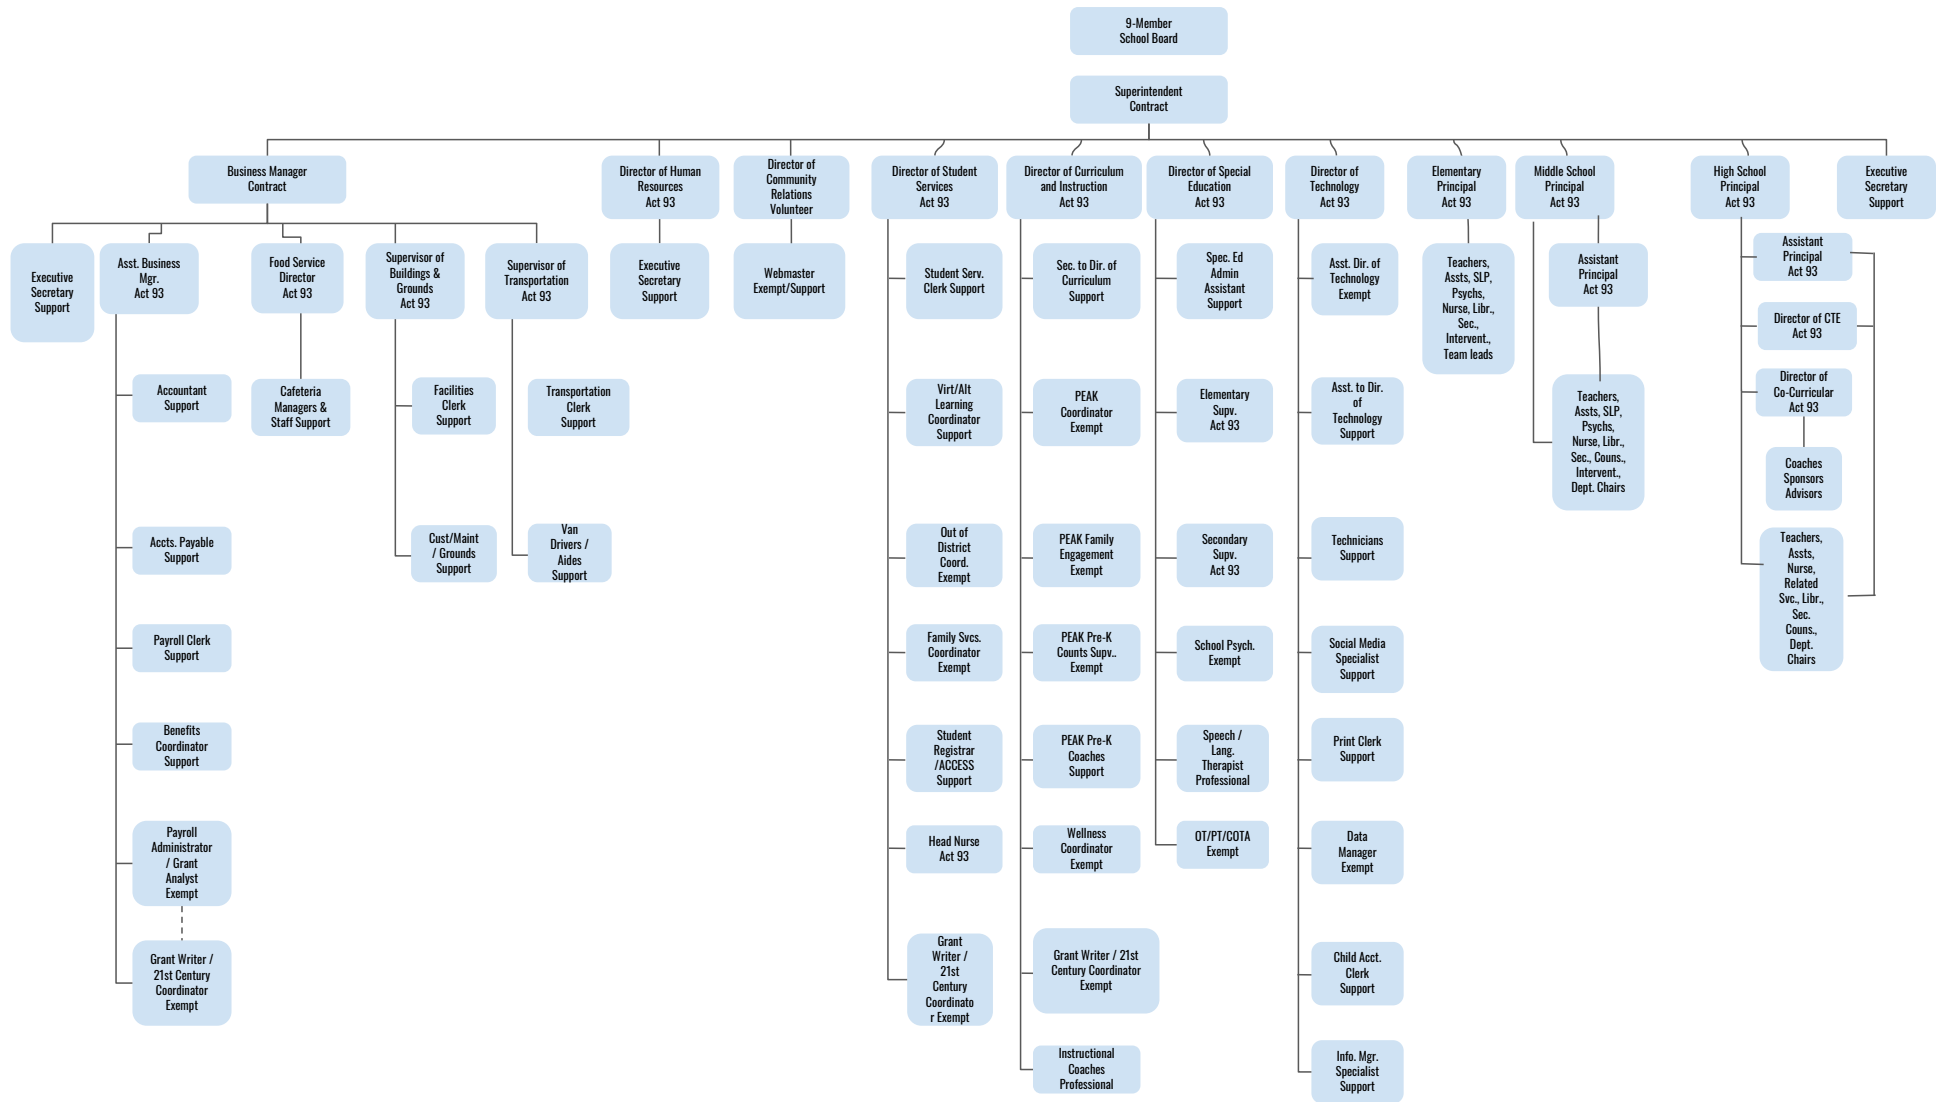 9-Member
School Board
Superintendent
Contract
Business Manager
Contract
Director of Human
Resources
Act 93
Director of
Community
Relations
Volunteer
Director of Student
Services
Act 93
Director of Curriculum
and Instruction
Act 93
Director of Special
Education
Act 93
Director of
Technology
Act 93
Elementary
Principal
Act 93
Middle School
Principal
Act 93
High School
Principal
Act 93
Executive
Secretary
Support
Executive
Secretary
Support
Asst. Business
Mgr.
Act 93
Food Service
Director
Act 93
Supervisor of
Buildings &
Grounds
Act 93
Supervisor of
Transportation
Act 93
Executive
Secretary
Support
Webmaster
Exempt/Support
Student Serv.
Clerk Support
Sec. to Dir. of
Curriculum
Support
Spec. Ed
Admin
Assistant
Support
Asst. Dir. of
Technology
Exempt
Teachers,
Assts, SLP,
Psychs,
Nurse, Libr.,
Sec.,
Intervent.,
Team leads
Assistant
Principal
Act 93
Assistant
Principal
Act 93
Director of CTE
Act 93
Director of
Co-Curricular
Act 93
Coaches
Sponsors
Advisors
Teachers,
Assts,
Nurse,
Related
Svc., Libr.,
Sec.
Couns.,
Dept.
Chairs
Accountant
Support
Cafeteria
Managers &
Staff Support
Facilities
Clerk
Support
Transportation
Clerk
Support
Virt/Alt
Learning
Coordinator
Support
PEAK
Coordinator
Exempt
Elementary
Supv.
Act 93
Asst. to Dir.
of
Technology
Support
Teachers,
Assts, SLP,
Psychs,
Nurse, Libr.,
Sec., Couns.,
Intervent.,
Dept. Chairs
Accts. Payable
Support
Cust/Maint
/ Grounds
Support
Van
Drivers /
Aides
Support
Out of
District
Coord.
Exempt
PEAK Family
Engagement
Exempt
Secondary
Supv.
Act 93
Technicians
Support
Payroll Clerk
Support
Family Svcs.
Coordinator
Exempt
PEAK Pre-K
Counts Supv..
Exempt
School Psych.
Exempt
Social Media
Specialist
Support
Benefits
Coordinator
Support
Student
Registrar
/ACCESS
Support
PEAK Pre-K
Coaches
Support
Speech /
Lang.
Therapist
Professional
Print Clerk
Support
Payroll
Administrator
/ Grant
Analyst
Exempt
Head Nurse
Act 93
Wellness
Coordinator
Exempt
OT/PT/COTA
Exempt
Data
Manager
Exempt
Grant Writer /
21st Century
Coordinator
Exempt
Grant
Writer /
21st
Century
Coordinato
r Exempt
Grant Writer / 21st
Century Coordinator
Exempt
Child Acct.
Clerk
Support
Instructional
Coaches
Professional
Info. Mgr.
Specialist
Support